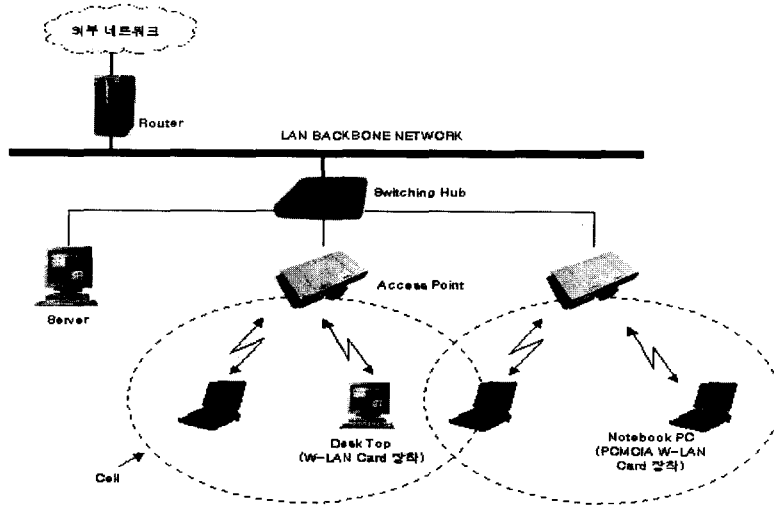 외부 네트워크
Router
LAN BACKBONE NETWORK
Switching Hub
Access Point
Server
Desk Top
(W-LAN Card 장착)
Notebook PC
(PCMCIA W-LAN
Card 장착)
Cell